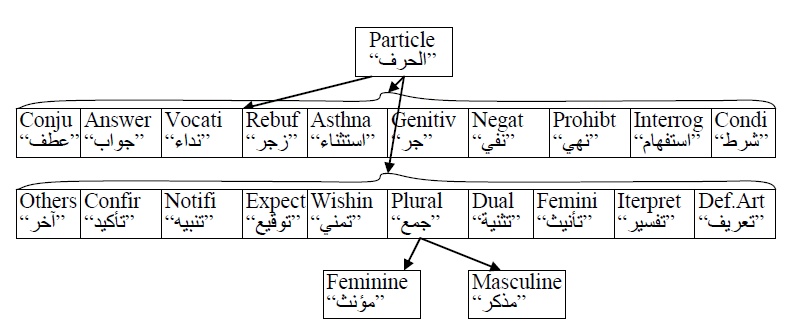 Particle
“الحرف”
Conju Answer Vocati Rebuf Asthna Genitiv Negat Prohibt Interrog Condi
“عطف” “جواب” “نداء” “زجر” “استثناء” “جر” “نفي” “نهي” “استفهام” “شرط”
Others Confir Notifi Expect Wishin Plural Dual Femini Iterpret Def.Art
“آخر” “تأكيد” “تنبيه” “توقيع” “تمني” “جمع” “تثنية” “تأنيث” “تفسير” “تعريف”
Feminine Masculine
“مؤنث” “مذكر”